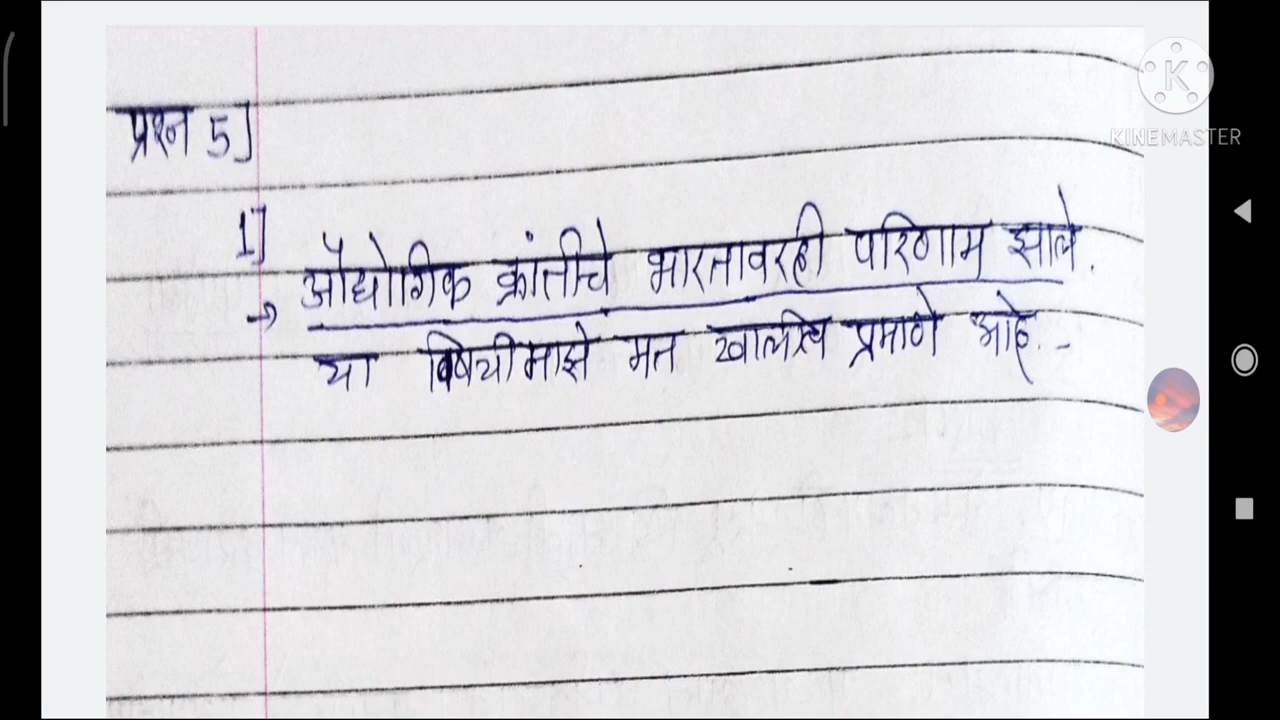 KINEMASTER
प्रश्न 5]
1] औद्योगिक क्रांतीचे भारतावरही परिणाम झाले.
→ या विषयी माझे मत खालील प्रमाणे आहे.-